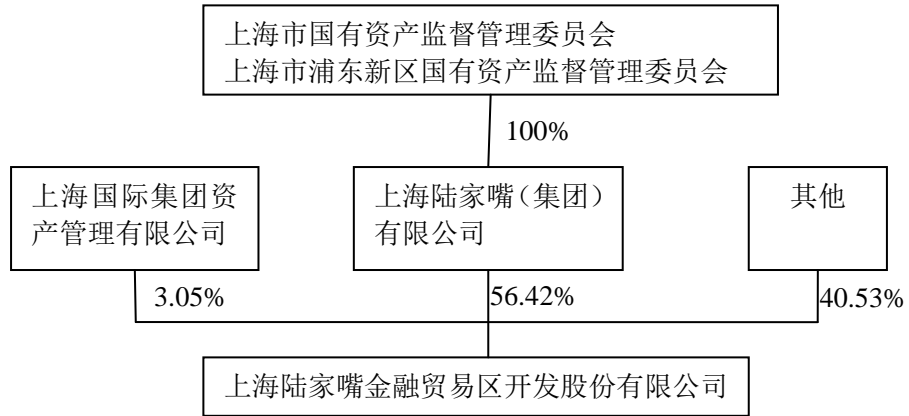 上海市国有资产监督管理委员会
上海市浦东新区国有资产监督管理委员会
100%
上海国际集团资
产管理有限公司
上海陆家嘴（集团）
有限公司
其他
3.05%
56.42%
40.53%
上海陆家嘴金融贸易区开发股份有限公司